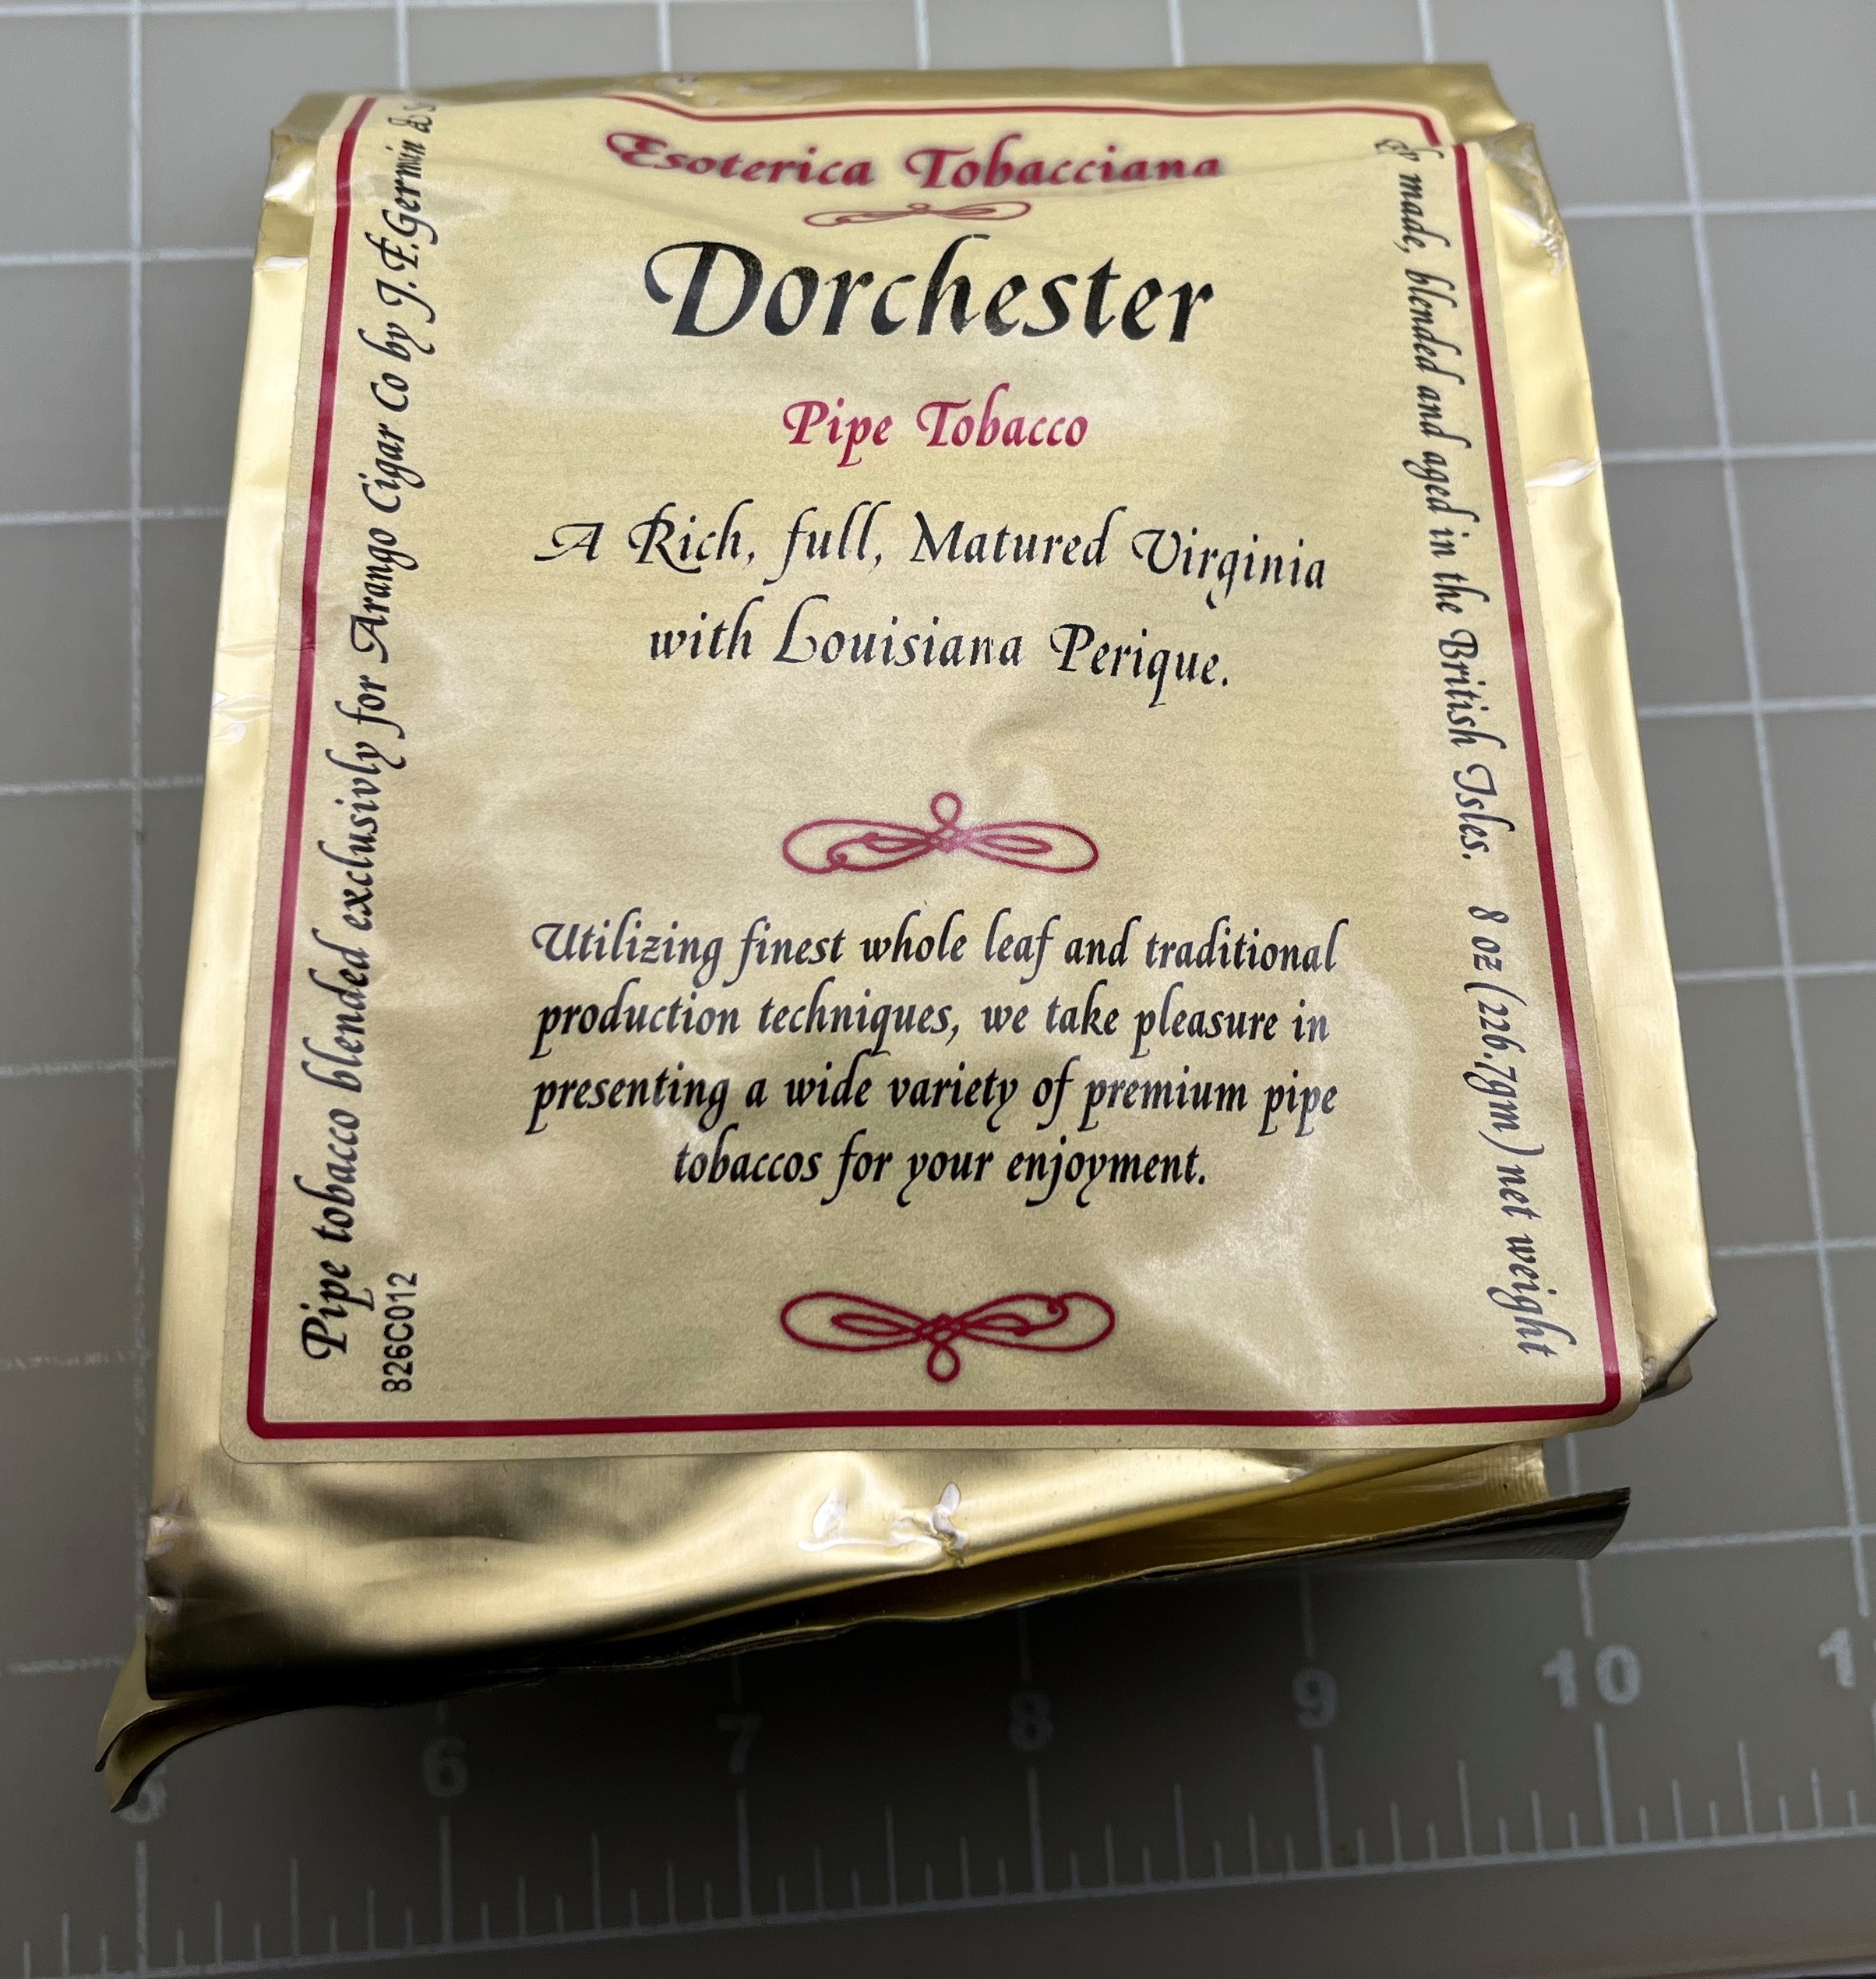 Esoterica Tobacciana
Dorchester
Pipe Tobacco
A Rich, full, Matured Virginia
with Louisiana Perique.
Utilizing finest whole leaf and traditional
production techniques, we take pleasure in
presenting a wide variety of premium pipe
tobaccos for your enjoyment.
Pipe tobacco blended exclusivly for Arango Cigar Co by J.F.Germin &
826C012
made, blended and aged in the British Isles. 8 oz (226.7gm) net weight
5 6 7 8 9 10